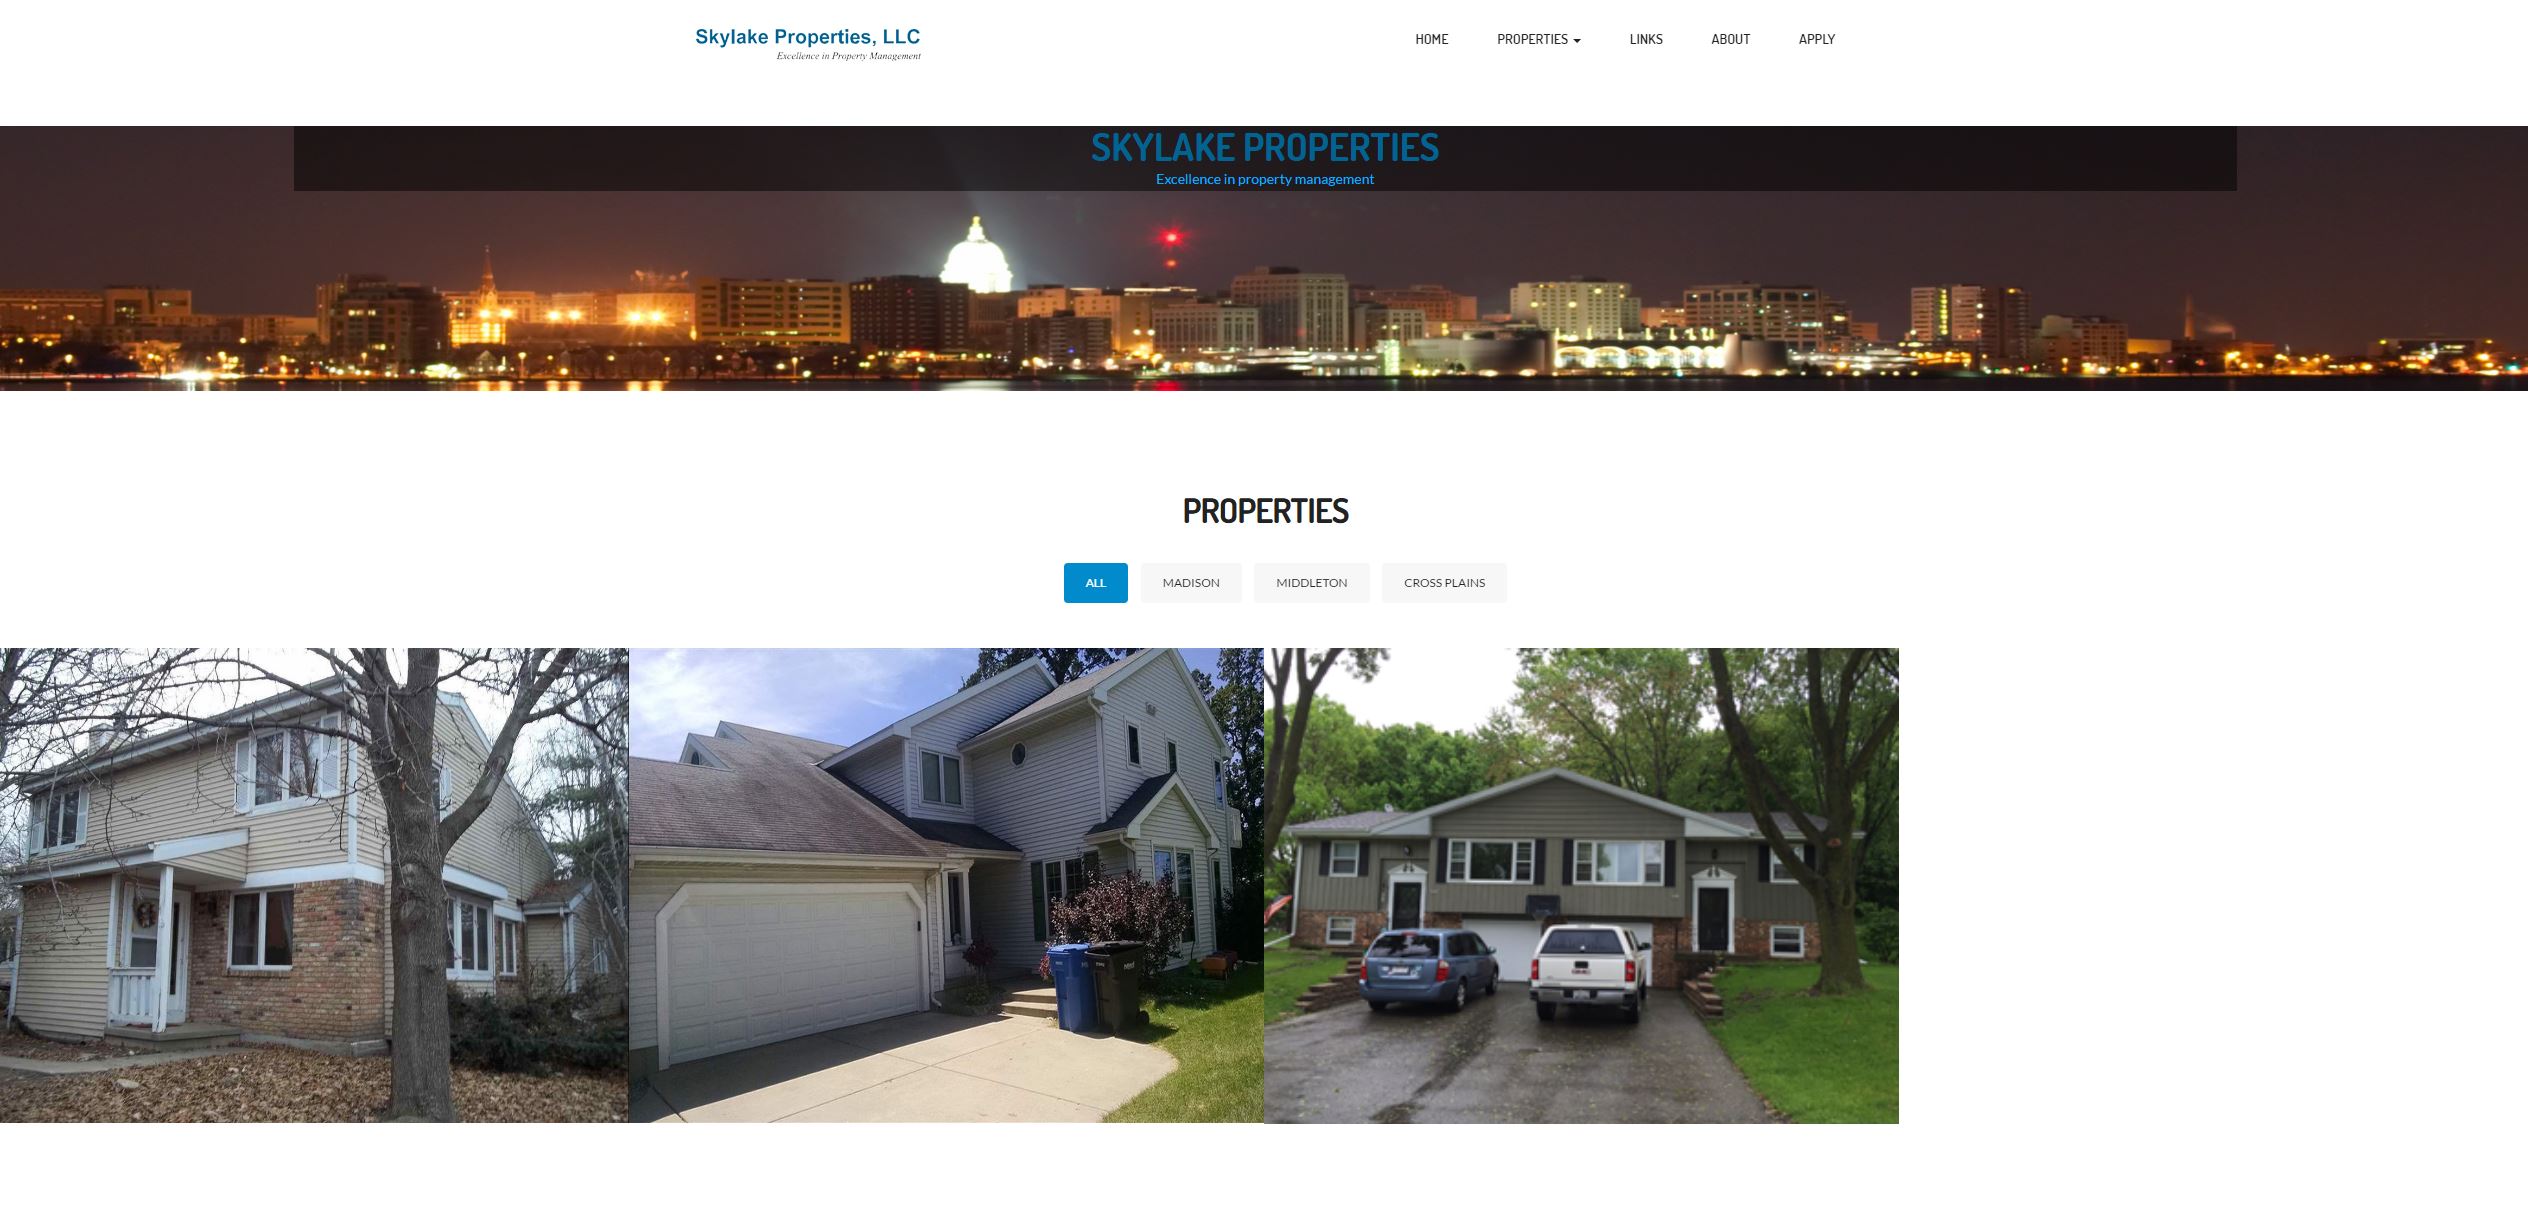 Skylake Properties, LLC
Excellence in Property Management
HOME PROPERTIES LINKS ABOUT APPLY
SKYLAKE PROPERTIES
Excellence in property management
PROPERTIES
ALL MADISON MIDDLETON CROSS PLAINS